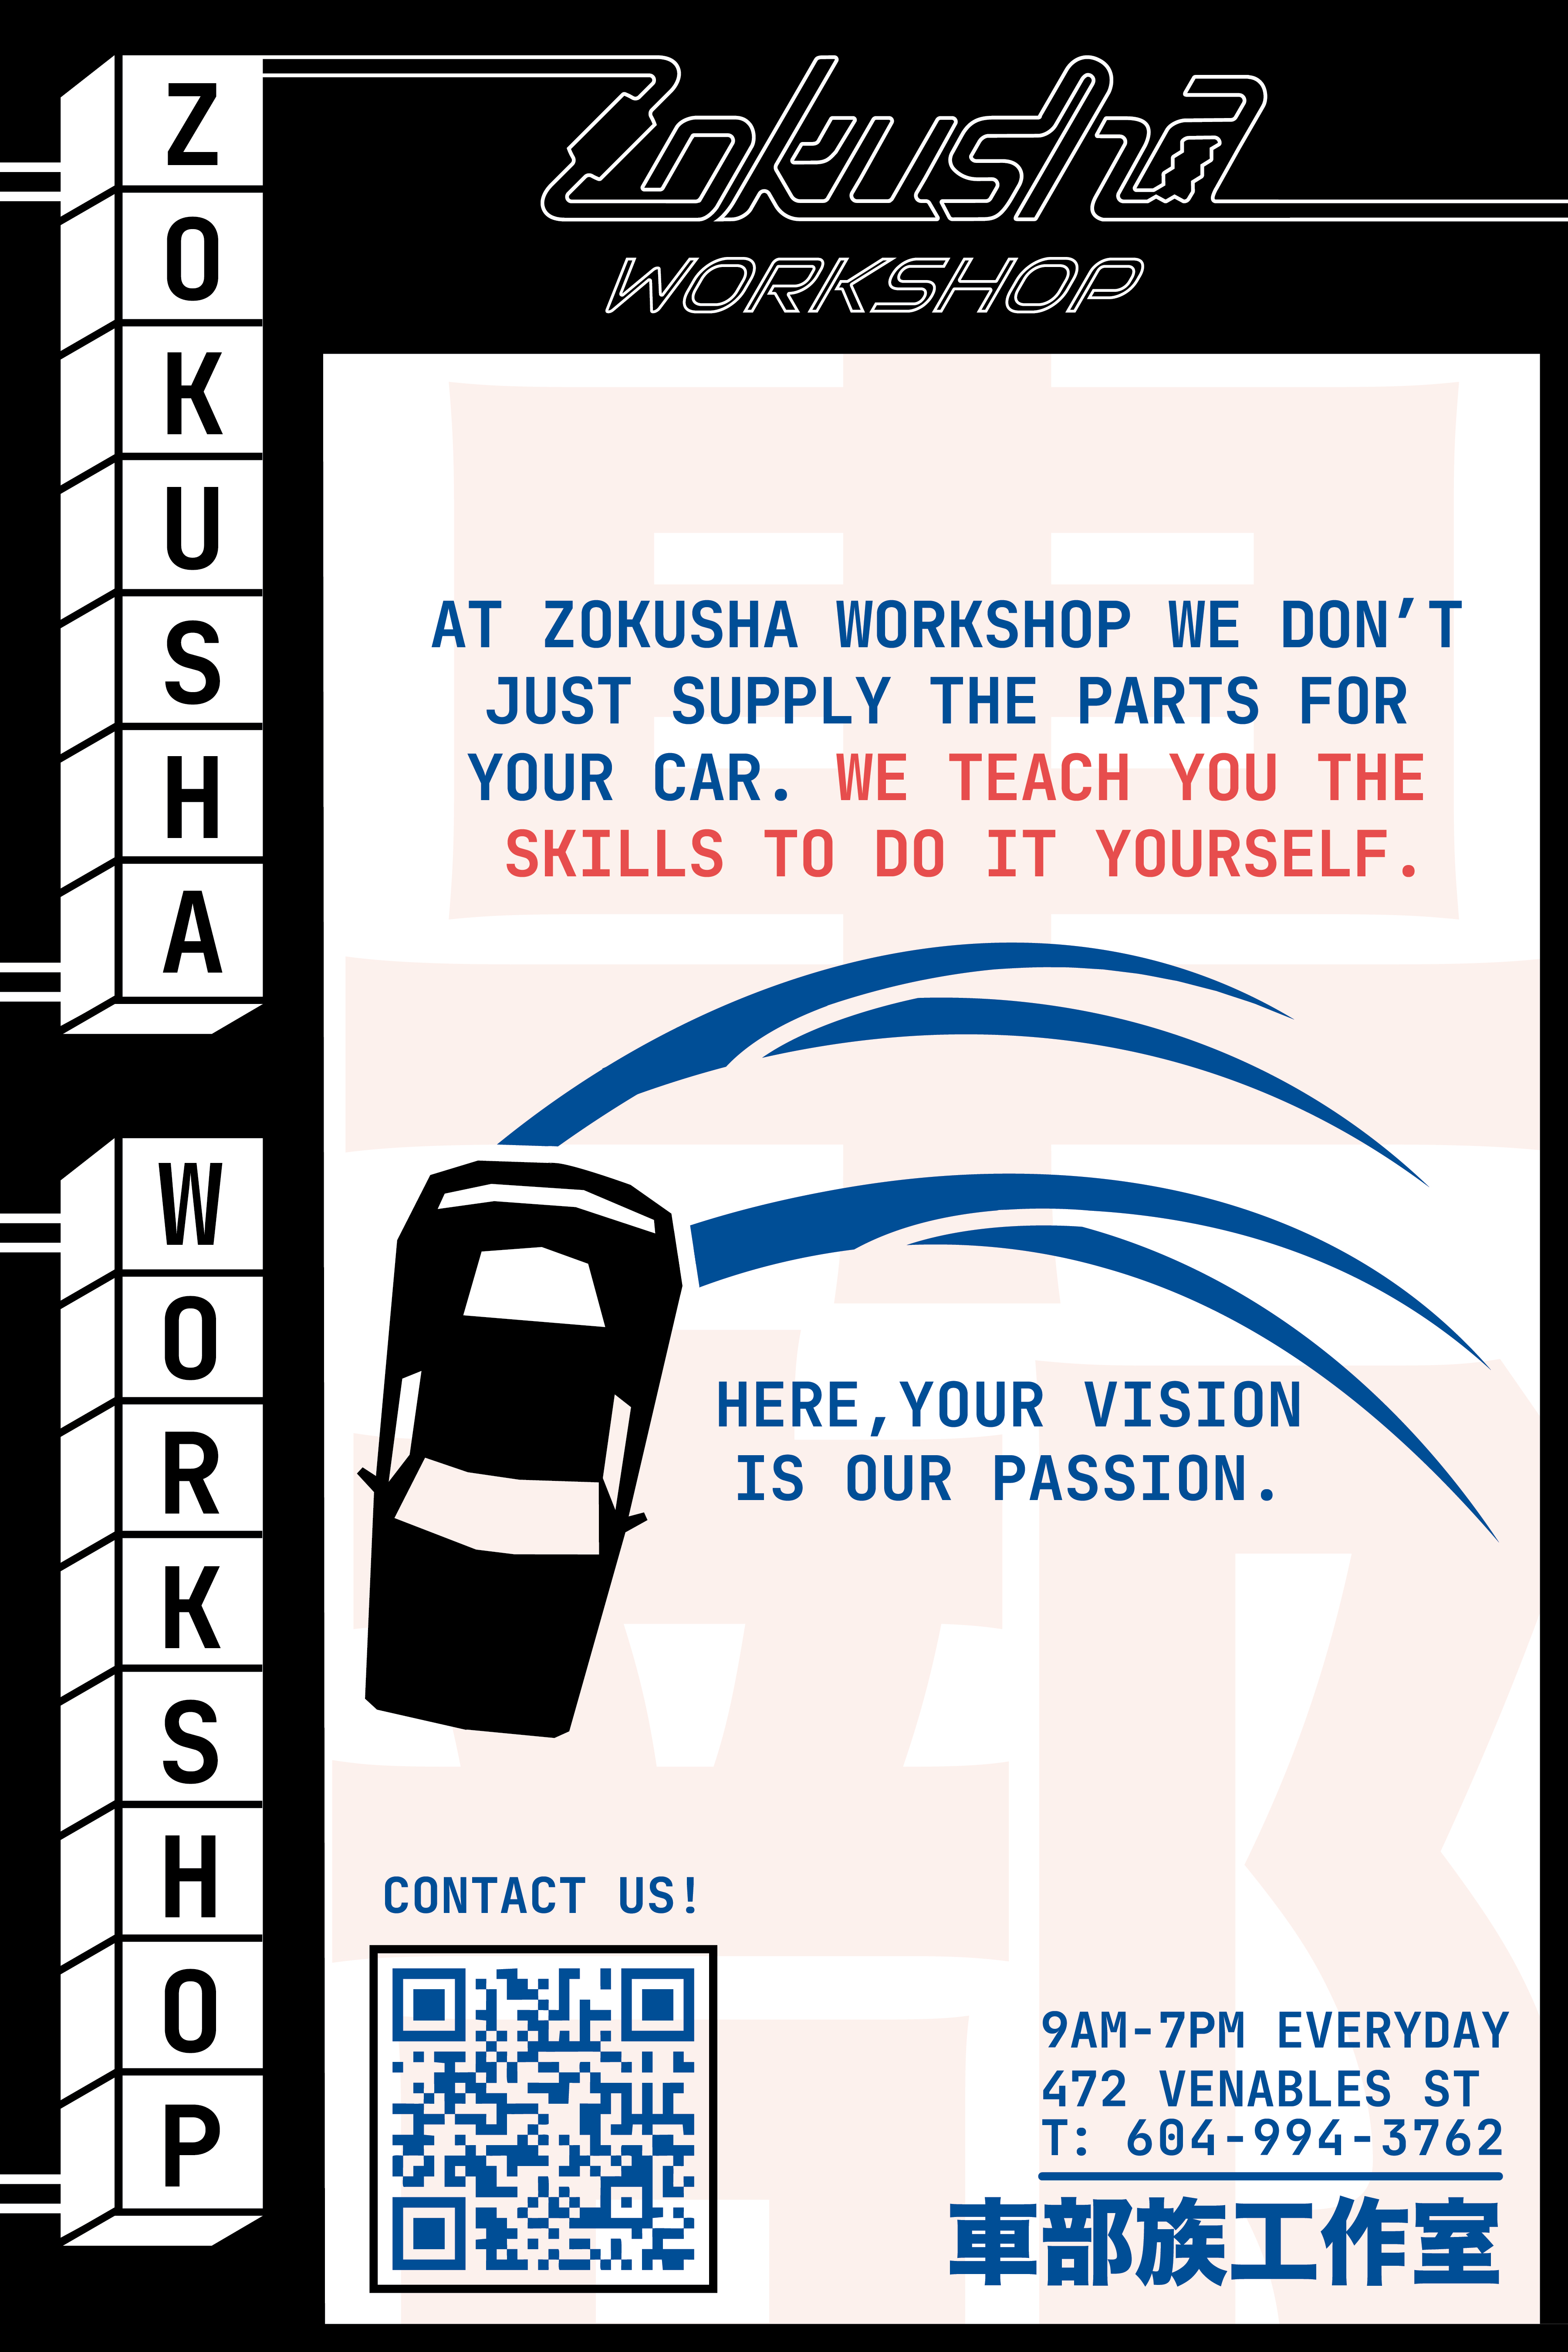 Zokusha
WORKSHOP
ZOKUSHA
WORKSHOP
AT ZOKUSHA WORKSHOP WE DON’T
JUST SUPPLY THE PARTS FOR
YOUR CAR. WE TEACH YOU THE
SKILLS TO DO IT YOURSELF.
HERE,YOUR VISION
IS OUR PASSION.
CONTACT US!
9AM-7PM EVERYDAY
472 VENABLES ST
T: 604-994-3762
車部族工作室
車部